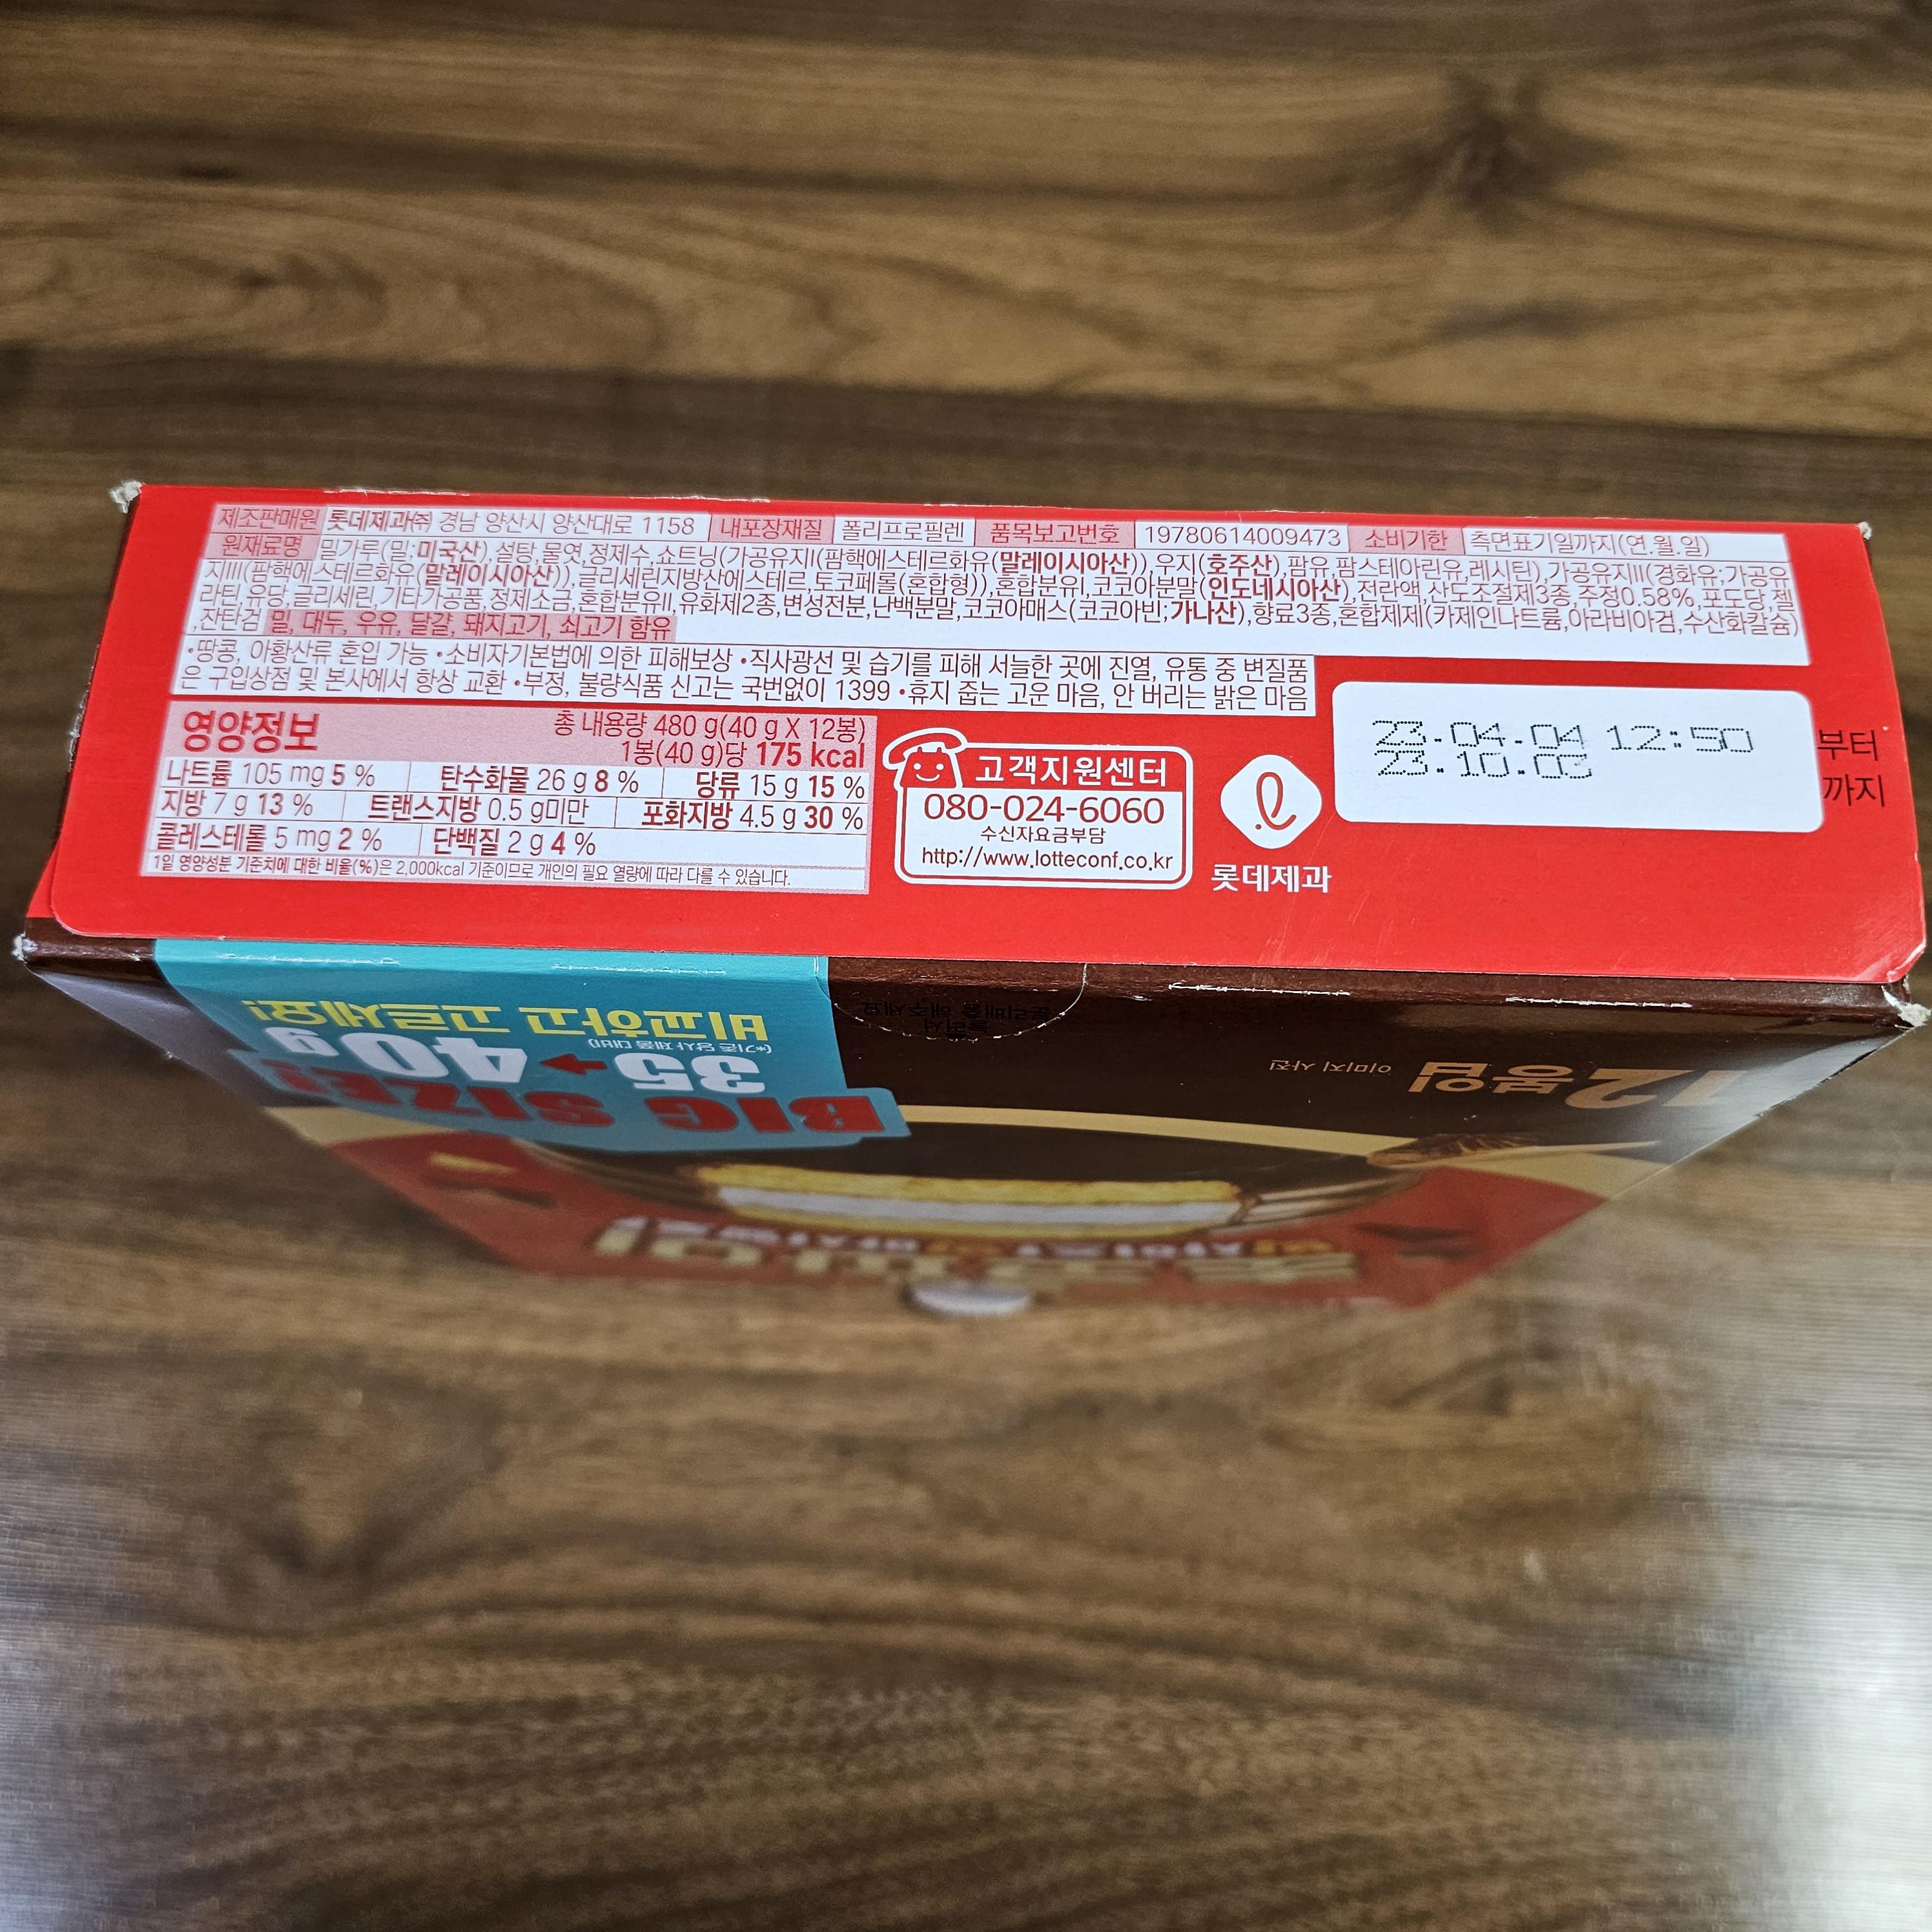 제조판매원 롯데제과㈜ 경남 양산시 양산대로 1158 내포장재질 폴리프로필렌 품목보고번호 19780614009473 소비기한 측면표기일까지(연.월.일)
원재료명 밀가루(밀;미국산),설탕,물엿,정제수,쇼트닝(가공유지I(팜핵에스테르화유(말레이시아산)),우지(호주산),팜유,팜스테아린유,레시틴),가공유지II(경화유;가공유
지III(팜핵에스테르화유(말레이시아산)),글리세린지방산에스테르,토코페롤(혼합형)),혼합분유I,코코아분말(인도네시아산),전란액,산도조절제3종,주정0.58%,포도당,젤
라틴,유당,글리세린,기타가공품,정제소금,혼합분유II,유화제2종,변성전분,난백분말,코코아매스(코코아빈;가나산),향료3종,혼합제제(카제인나트륨,아라비아검,수산화칼슘)
,잔탄검 밀, 대두, 우유, 달걀, 돼지고기, 쇠고기 함유
•땅콩, 아황산류 혼입 가능 •소비자기본법에 의한 피해보상 •직사광선 및 습기를 피해 서늘한 곳에 진열, 유통 중 변질품
은 구입상점 및 본사에서 항상 교환 •부정, 불량식품 신고는 국번없이 1399 •휴지 줍는 고운 마음, 안 버리는 밝은 마음
영양정보
총 내용량 480 g(40 g X 12봉)
1봉(40 g)당 175 kcal
나트륨 105 mg 5 % 탄수화물 26 g 8 % 당류 15 g 15 %
지방 7 g 13 % 트랜스지방 0.5 g미만 포화지방 4.5 g 30 %
콜레스테롤 5 mg 2 % 단백질 2 g 4 %
1일 영양성분 기준치에 대한 비율(%)은 2,000kcal 기준이므로 개인의 필요 열량에 따라 다를 수 있습니다.
고객지원센터
080-024-6060
수신자요금부담
http://www.lotteconf.co.kr
롯데제과
23.04.04 12:50 부터
23.10.03 까지
비교하고 고르세요!
(*기존 당사 제품 대비)
35→40g
BIG SIZE!
이미지 사진
12봉입